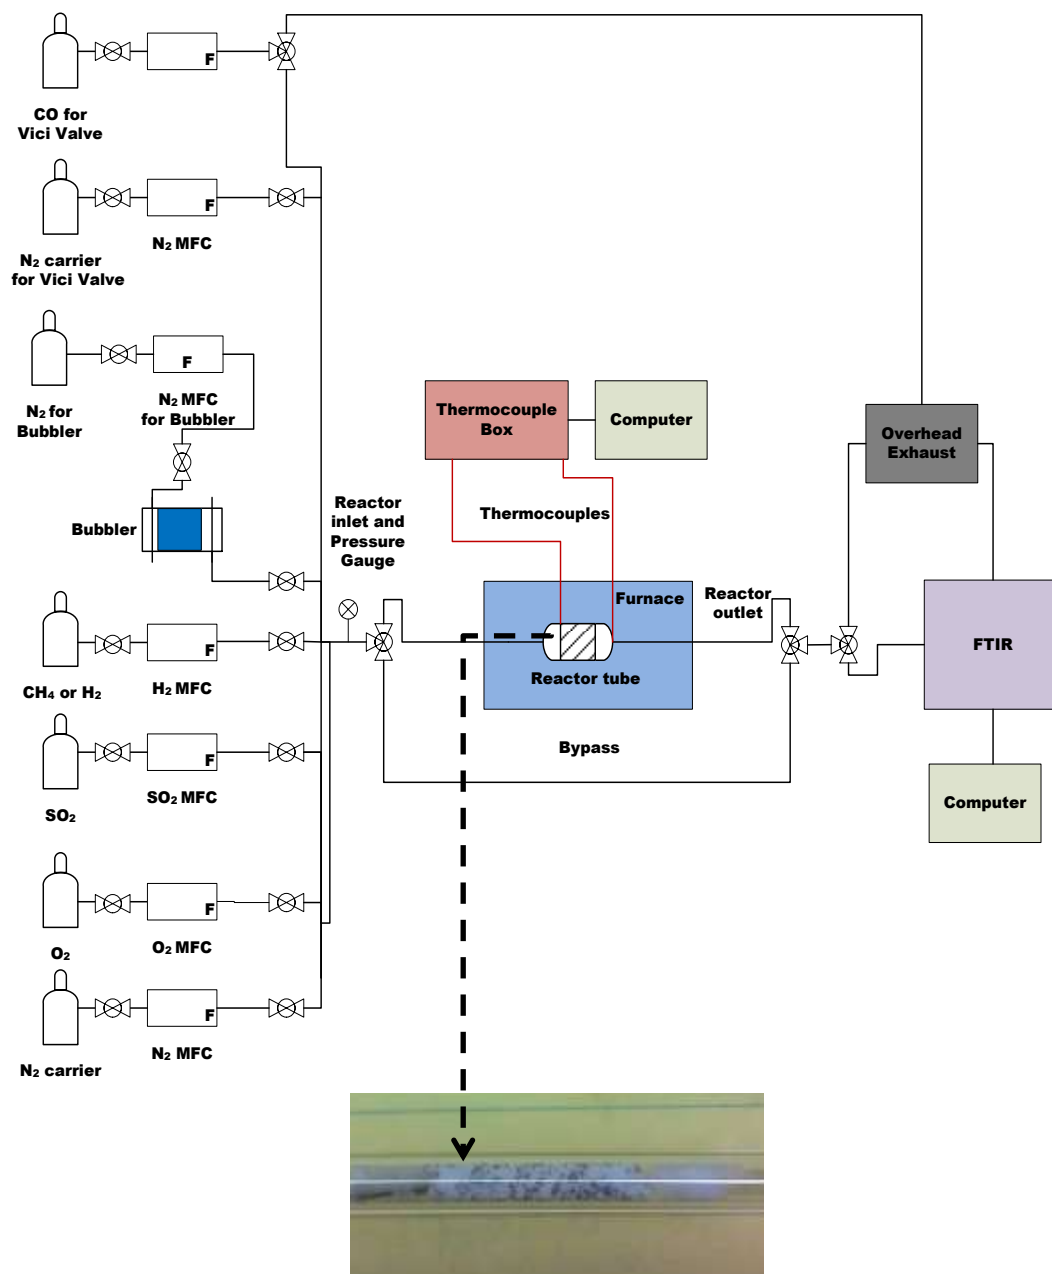 F
CO for
Vici Valve
F
N₂ MFC
N₂ carrier
for Vici Valve
F
N₂ MFC
for Bubbler
N₂ for
Bubbler
Bubbler
Thermocouple
Box
Computer
Overhead
Exhaust
Thermocouples
Reactor
inlet and
Pressure
Gauge
Furnace
Reactor
outlet
Reactor tube
FTIR
F
H₂ MFC
CH₄ or H₂
Bypass
F
SO₂ MFC
SO₂
Computer
F
O₂ MFC
O₂
F
N₂ MFC
N₂ carrier